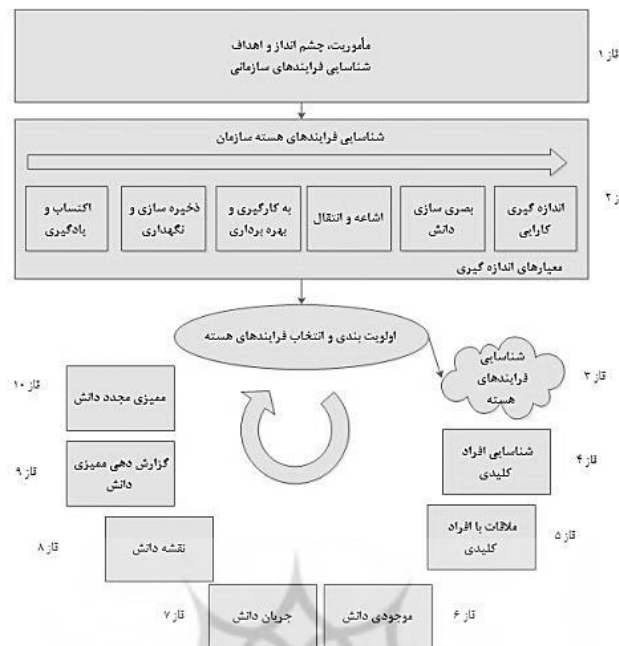 مأموریت، چشم انداز و اهداف
شناسایی فرایندهای سازمانی
فاز ۱
شناسایی فرایندهای هسته سازمان
ز ۲
اندازه گیری
کارایی
بصری سازی
دانش
اشاعه و انتقال
به کارگیری و
بهره برداری
ذخیره سازی و
نگهداری
اکتساب و
یادگیری
معیارهای اندازه گیری
اولویت بندی و انتخاب فرایندهای هسته
فاز ۳
شناسایی
فرایندهای
هسته
فاز ۴
شناسایی افراد
کلیدی
فاز ۵
ملاقات با افراد
کلیدی
فاز ۶
موجودی دانش
جریان دانش
فاز ۷
نقشه دانش
فاز ۸
گزارش دهی ممیزی
دانش
فاز ۹
ممیزی مجدد دانش
فاز ۱۰